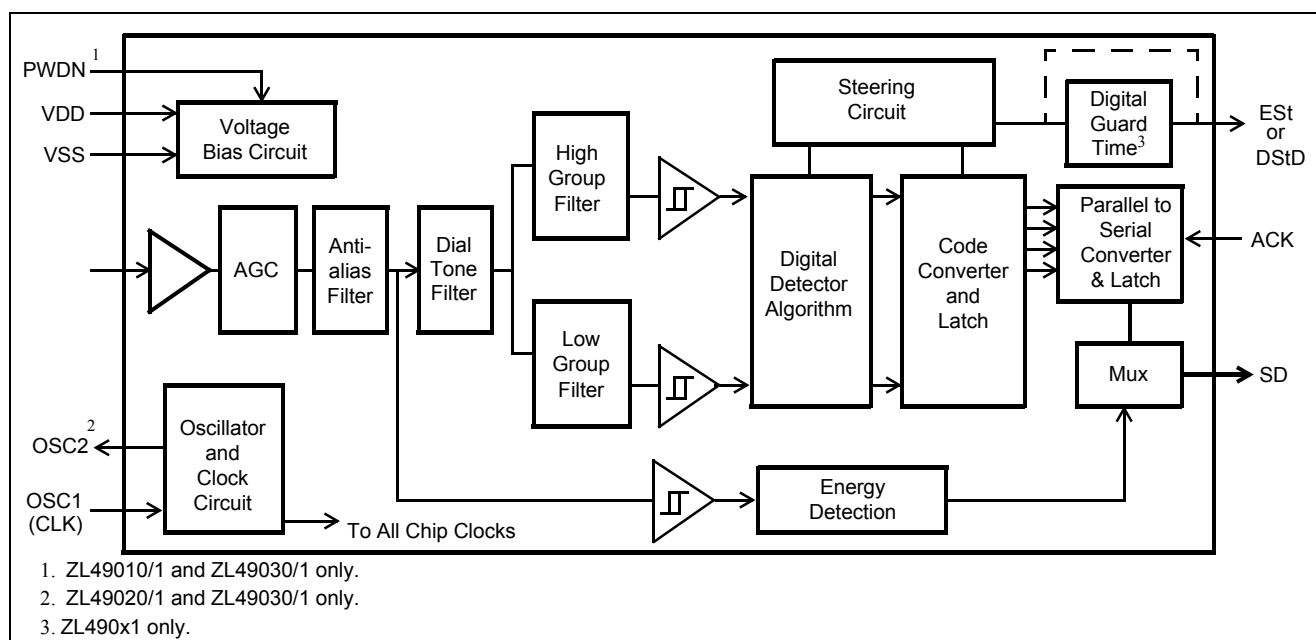 PWDN 1
VDD
VSS
Voltage
Bias Circuit
AGC
Anti-
alias
Filter
Dial
Tone
Filter
High
Group
Filter
Low
Group
Filter
Steering
Circuit
Digital
Detector
Algorithm
Code
Converter
and
Latch
Digital
Guard
Time3
ESt
or
DStD
Parallel to
Serial
Converter
& Latch
ACK
Mux
SD
Oscillator
and
Clock
Circuit
OSC2 2
OSC1
(CLK)
To All Chip Clocks
Energy
Detection
1. ZL49010/1 and ZL49030/1 only.
2. ZL49020/1 and ZL49030/1 only.
3. ZL490x1 only.